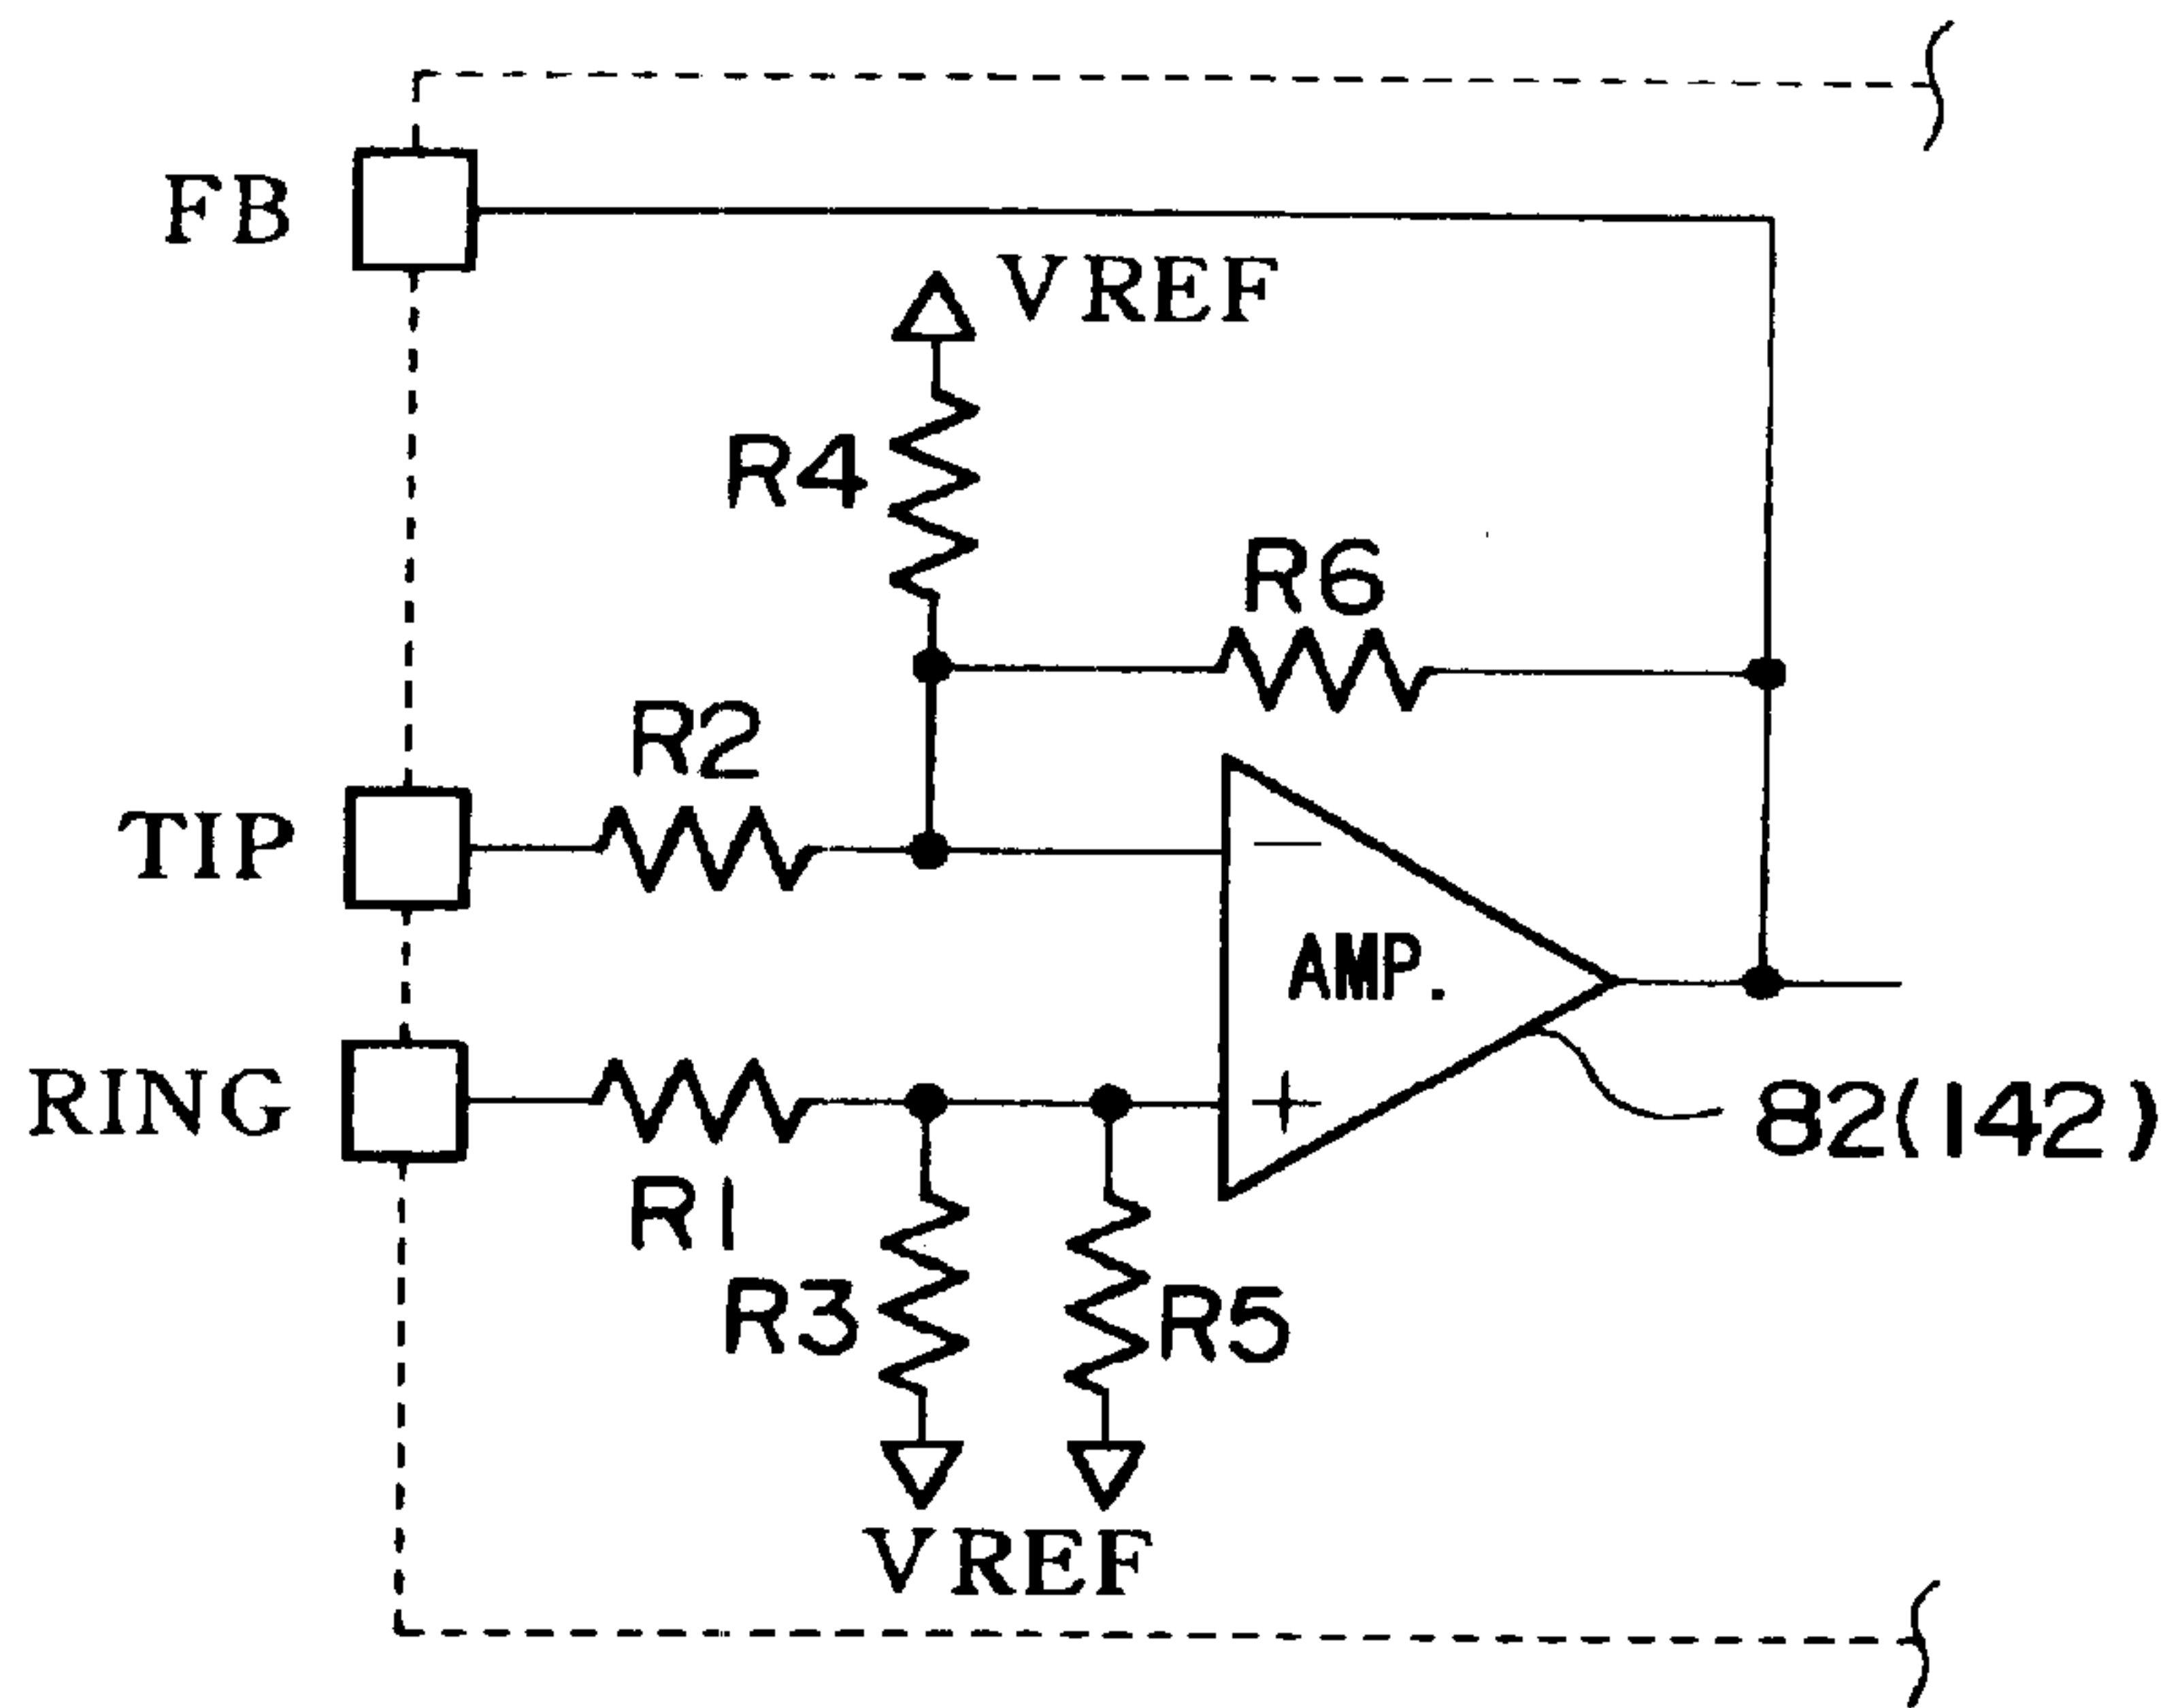 FB
VREF
R4
R6
R2
TIP
−
AMP.
RING
+
82(142)
R1
R3
R5
VREF